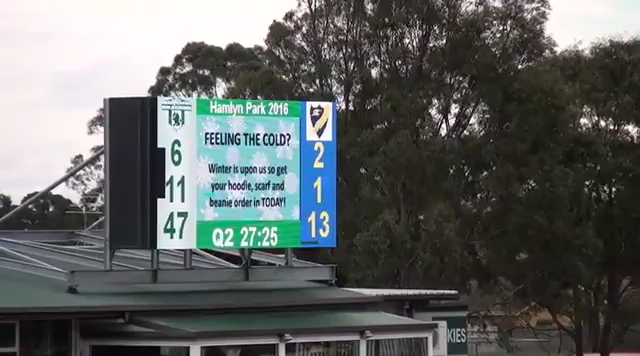 Hamlyn Park 2016
6
11
47
FEELING THE COLD?
Winter is upon us so get
your hoodie, scarf and
beanie order in TODAY!
Q2 27:25
2
1
13
KIES